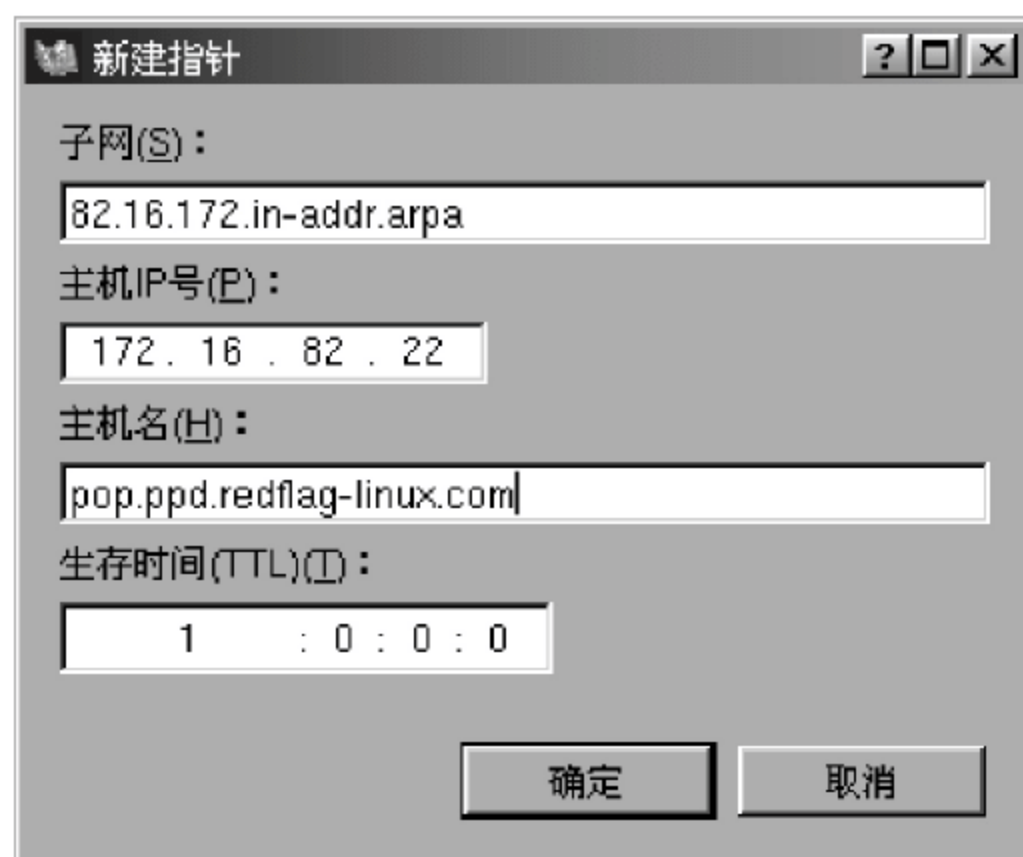 新建指针
子网(S)：
82.16.172.in-addr.arpa
主机IP号(P)：
172 . 16 . 82 . 22
主机名(H)：
pop.ppd.redflag-linux.com
生存时间(TTL)(T)：
1 : 0 : 0 : 0
确定 取消